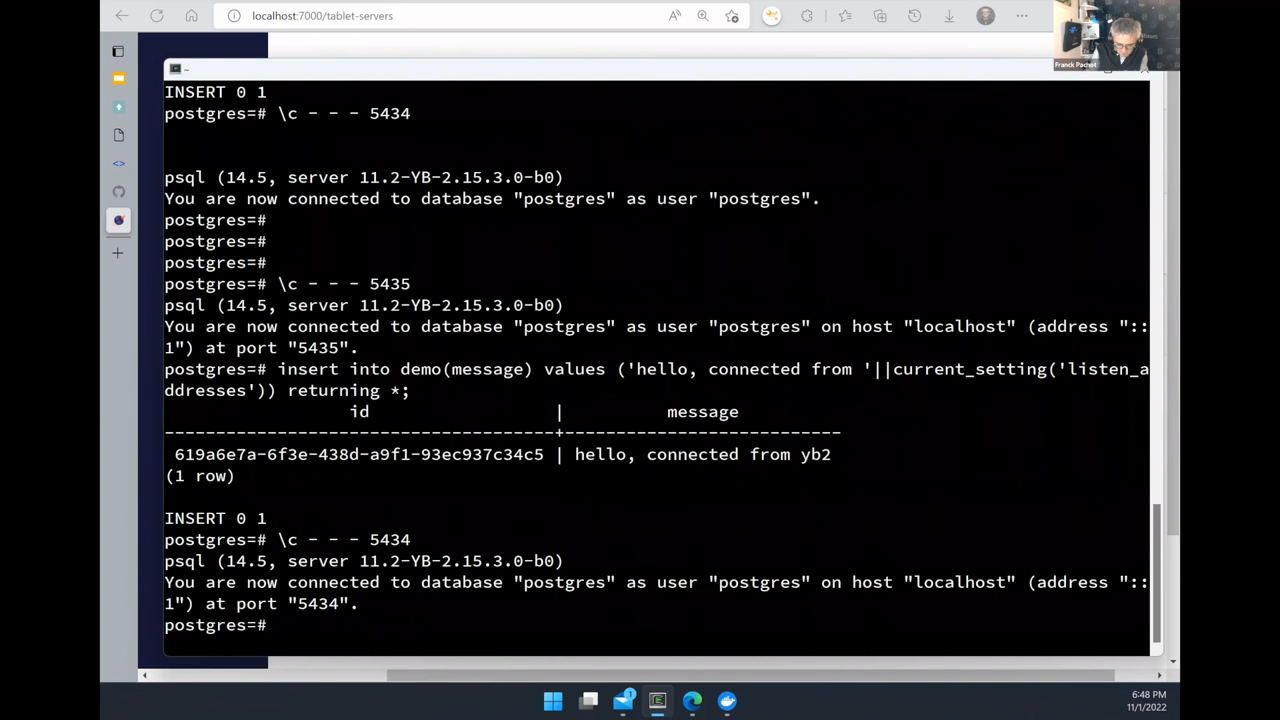 localhost:7000/tablet-servers
Franck Pachot
INSERT 0 1
postgres=# \c - - - 5434
psql (14.5, server 11.2-YB-2.15.3.0-b0)
You are now connected to database "postgres" as user "postgres".
postgres=#
postgres=#
postgres=#
postgres=# \c - - - 5435
psql (14.5, server 11.2-YB-2.15.3.0-b0)
You are now connected to database "postgres" as user "postgres" on host "localhost" (address "::
1") at port "5435".
postgres=# insert into demo(message) values ('hello, connected from '||current_setting('listen_a
ddresses')) returning *;
id | message
--------------------------------------+---------------------------
619a6e7a-6f3e-438d-a9f1-93ec937c34c5 | hello, connected from yb2
(1 row)
INSERT 0 1
postgres=# \c - - - 5434
psql (14.5, server 11.2-YB-2.15.3.0-b0)
You are now connected to database "postgres" as user "postgres" on host "localhost" (address "::
1") at port "5434".
postgres=#
6:48 PM
11/1/2022